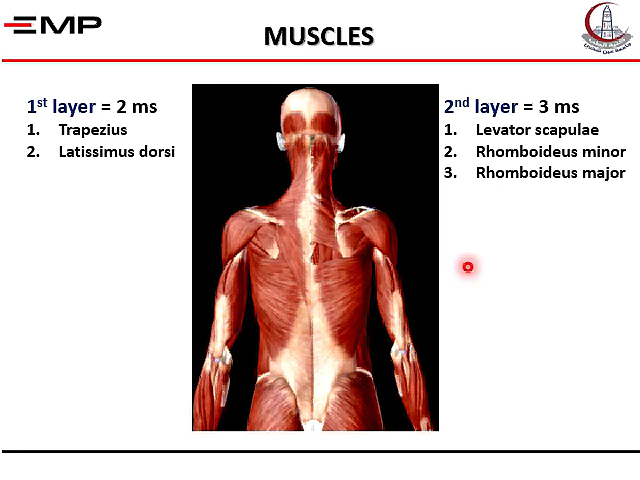 EMP
MUSCLES
1st layer = 2 ms
1. Trapezius
2. Latissimus dorsi
2nd layer = 3 ms
1. Levator scapulae
2. Rhomboideus minor
3. Rhomboideus major